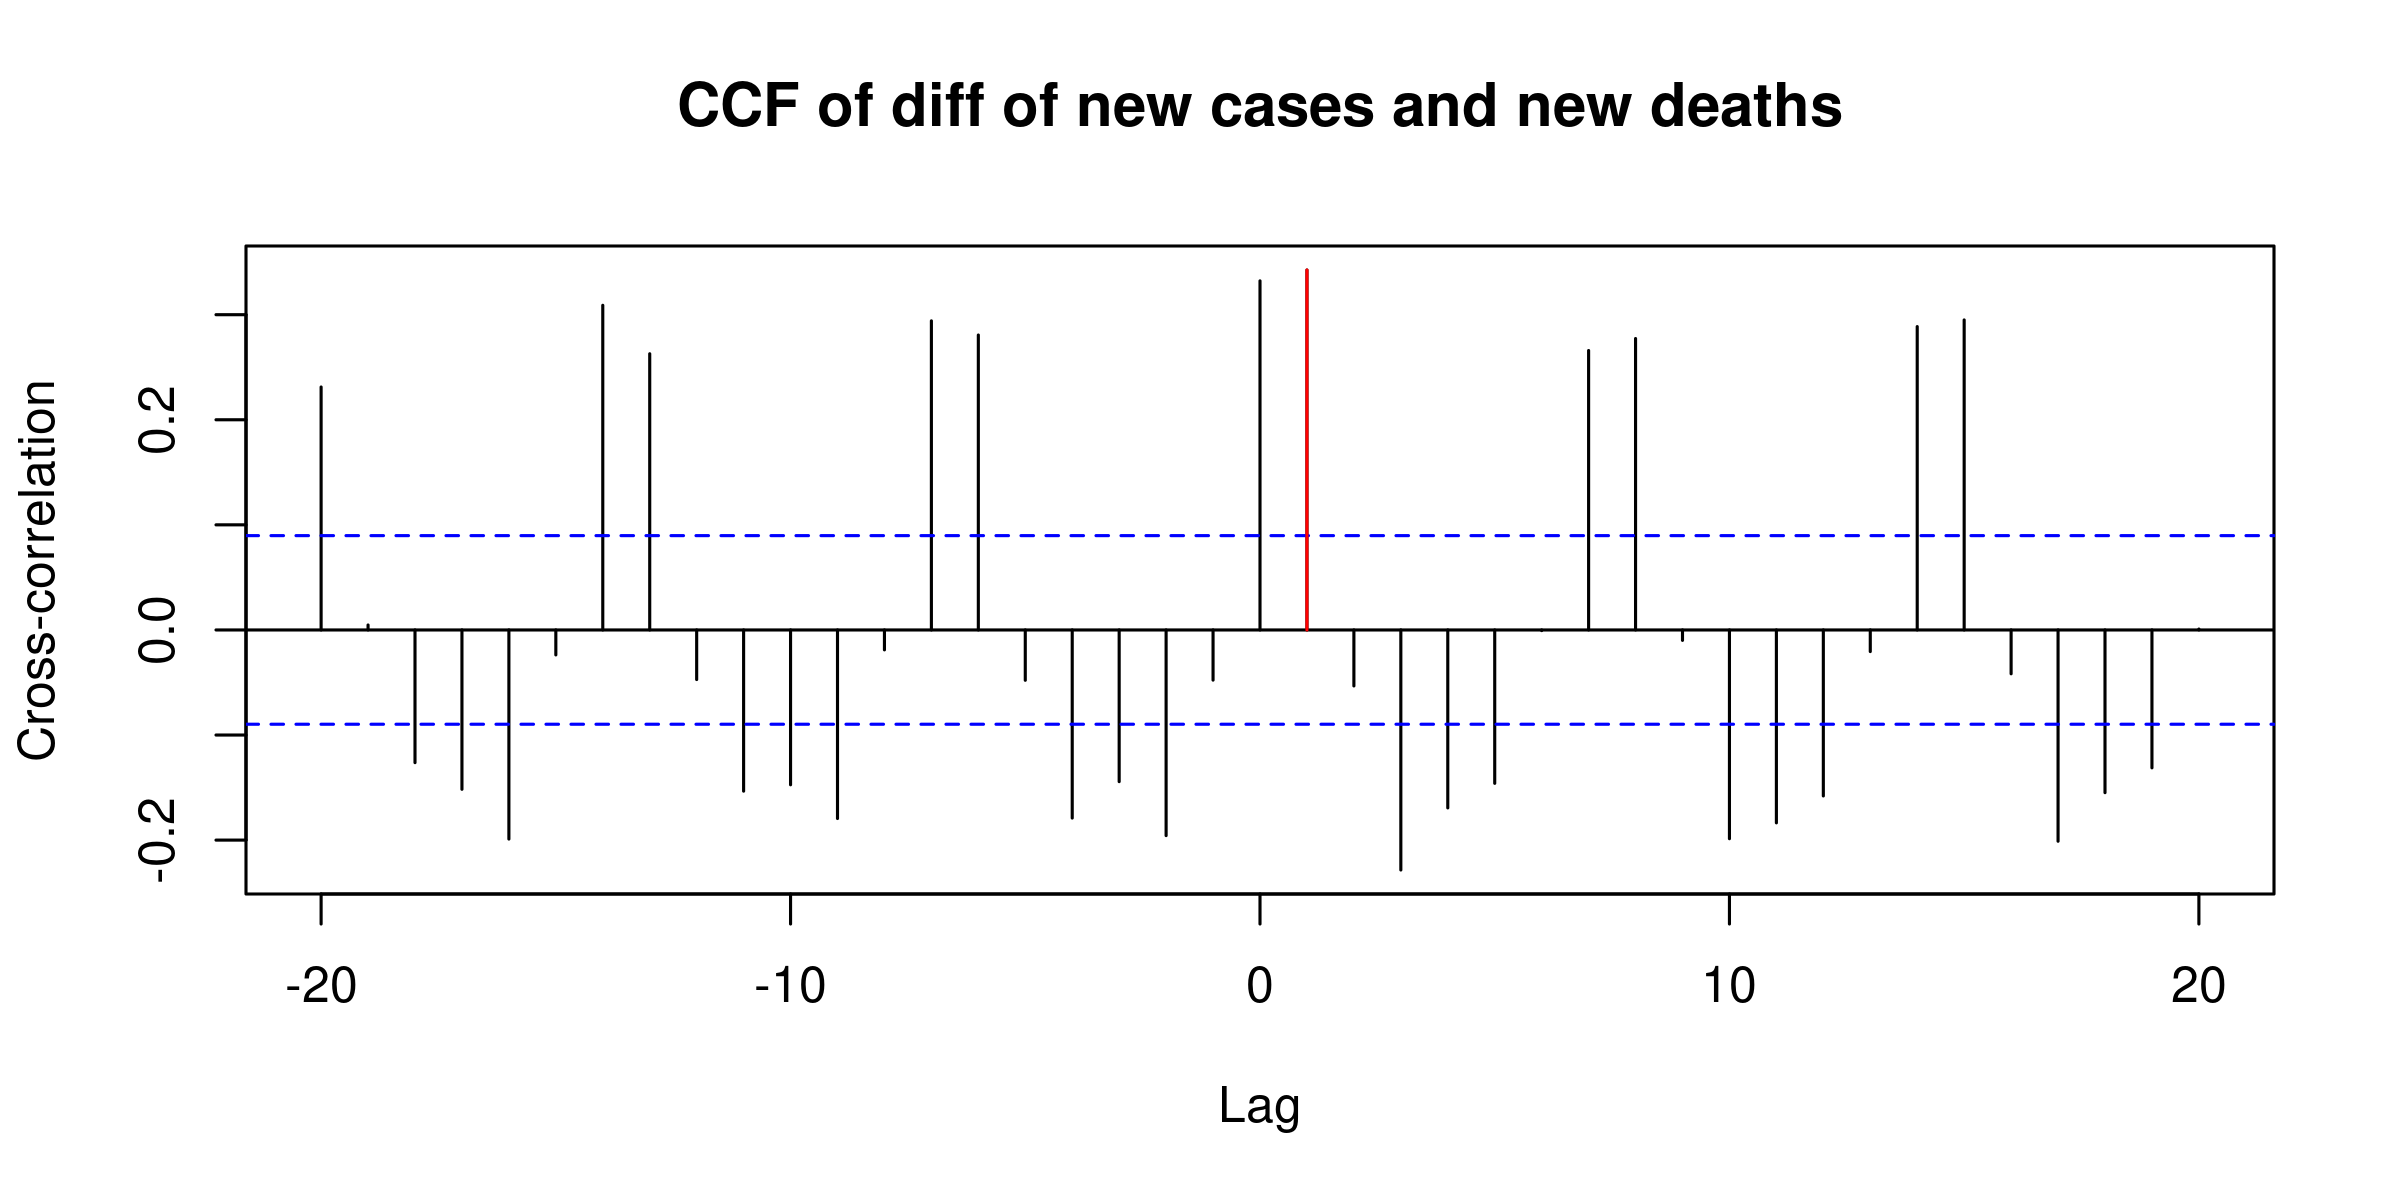 CCF of diff of new cases and new deaths
Cross-correlation
0.2
0.0
-0.2
-20 -10 0 10 20
Lag